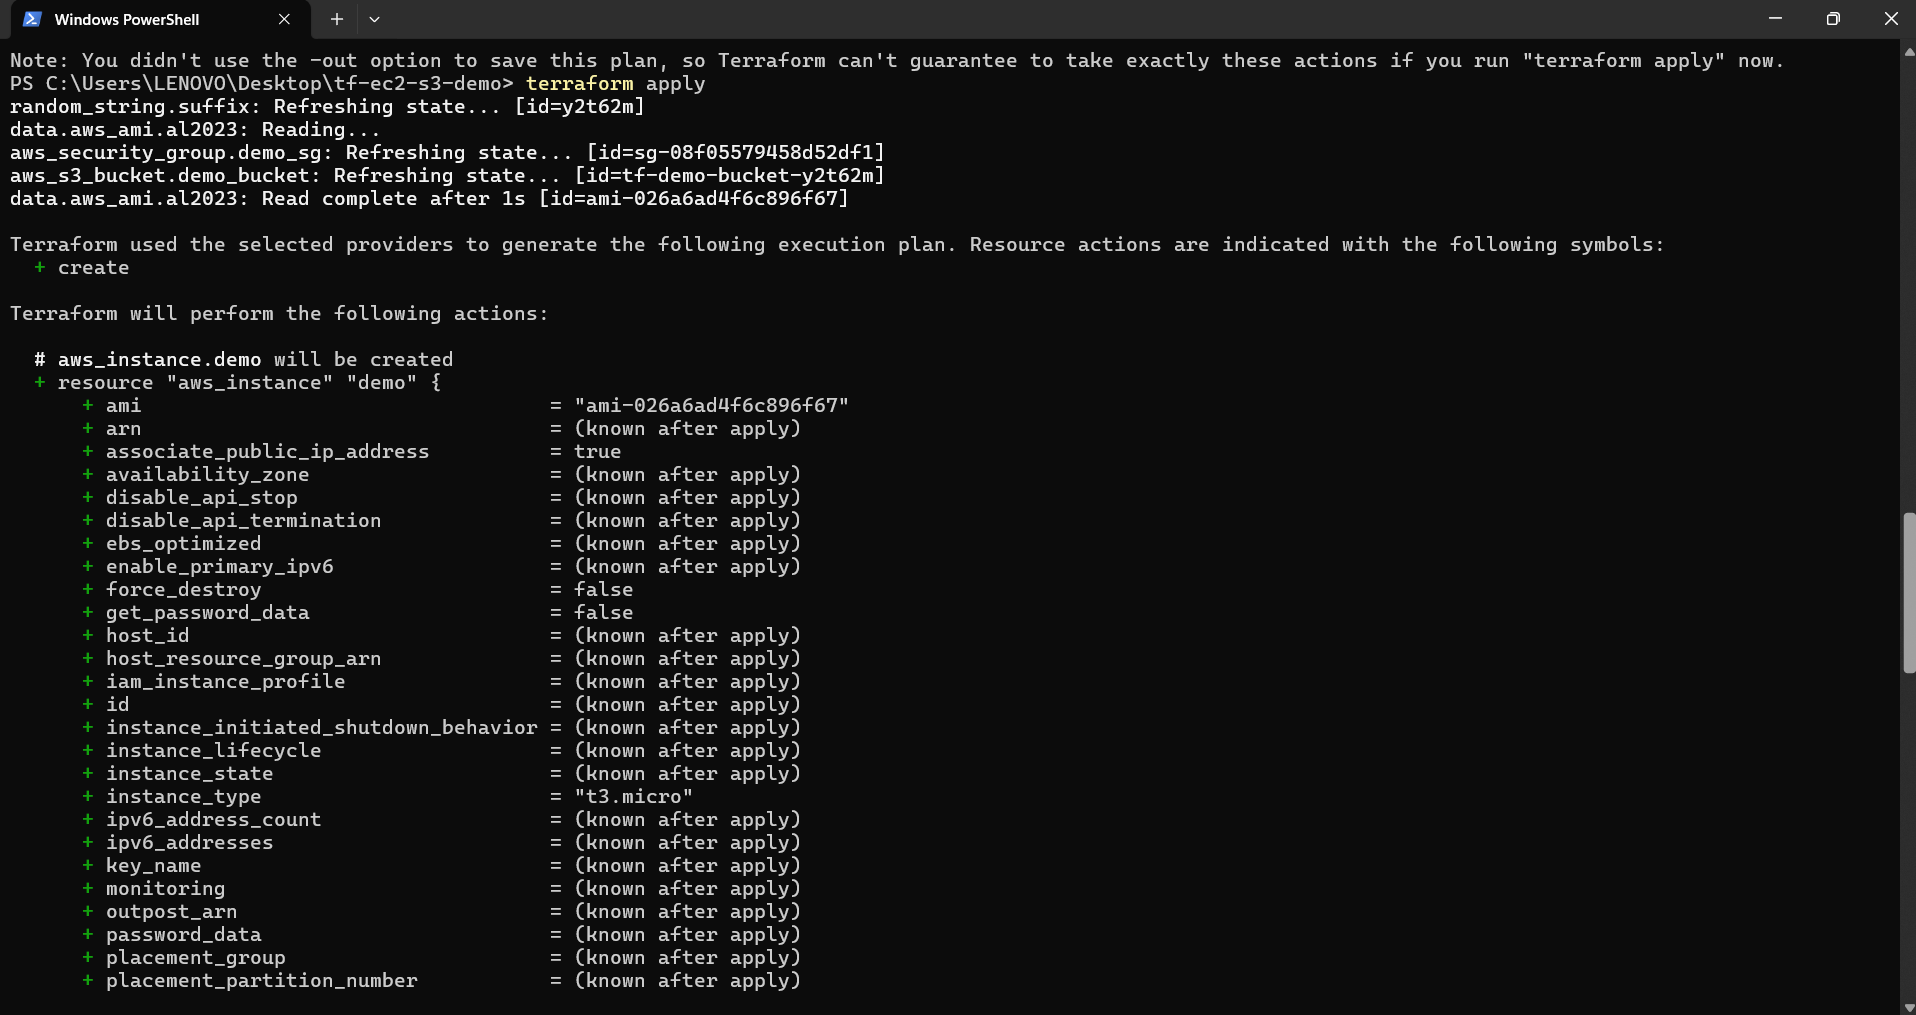 Windows PowerShell
Note: You didn't use the -out option to save this plan, so Terraform can't guarantee to take exactly these actions if you run "terraform apply" now.
PS C:\Users\LENOVO\Desktop\tf-ec2-s3-demo> terraform apply
random_string.suffix: Refreshing state... [id=y2t62m]
data.aws_ami.al2023: Reading...
aws_security_group.demo_sg: Refreshing state... [id=sg-08f05579458d52df1]
aws_s3_bucket.demo_bucket: Refreshing state... [id=tf-demo-bucket-y2t62m]
data.aws_ami.al2023: Read complete after 1s [id=ami-026a6ad4f6c896f67]
Terraform used the selected providers to generate the following execution plan. Resource actions are indicated with the following symbols:
  + create
Terraform will perform the following actions:
  # aws_instance.demo will be created
  + resource "aws_instance" "demo" {
      + ami                                  = "ami-026a6ad4f6c896f67"
      + arn                                  = (known after apply)
      + associate_public_ip_address          = true
      + availability_zone                    = (known after apply)
      + disable_api_stop                     = (known after apply)
      + disable_api_termination              = (known after apply)
      + ebs_optimized                        = (known after apply)
      + enable_primary_ipv6                  = (known after apply)
      + force_destroy                        = false
      + get_password_data                    = false
      + host_id                              = (known after apply)
      + host_resource_group_arn              = (known after apply)
      + iam_instance_profile                 = (known after apply)
      + id                                   = (known after apply)
      + instance_initiated_shutdown_behavior = (known after apply)
      + instance_lifecycle                   = (known after apply)
      + instance_state                       = (known after apply)
      + instance_type                        = "t3.micro"
      + ipv6_address_count                   = (known after apply)
      + ipv6_addresses                       = (known after apply)
      + key_name                             = (known after apply)
      + monitoring                           = (known after apply)
      + outpost_arn                          = (known after apply)
      + password_data                        = (known after apply)
      + placement_group                      = (known after apply)
      + placement_partition_number           = (known after apply)